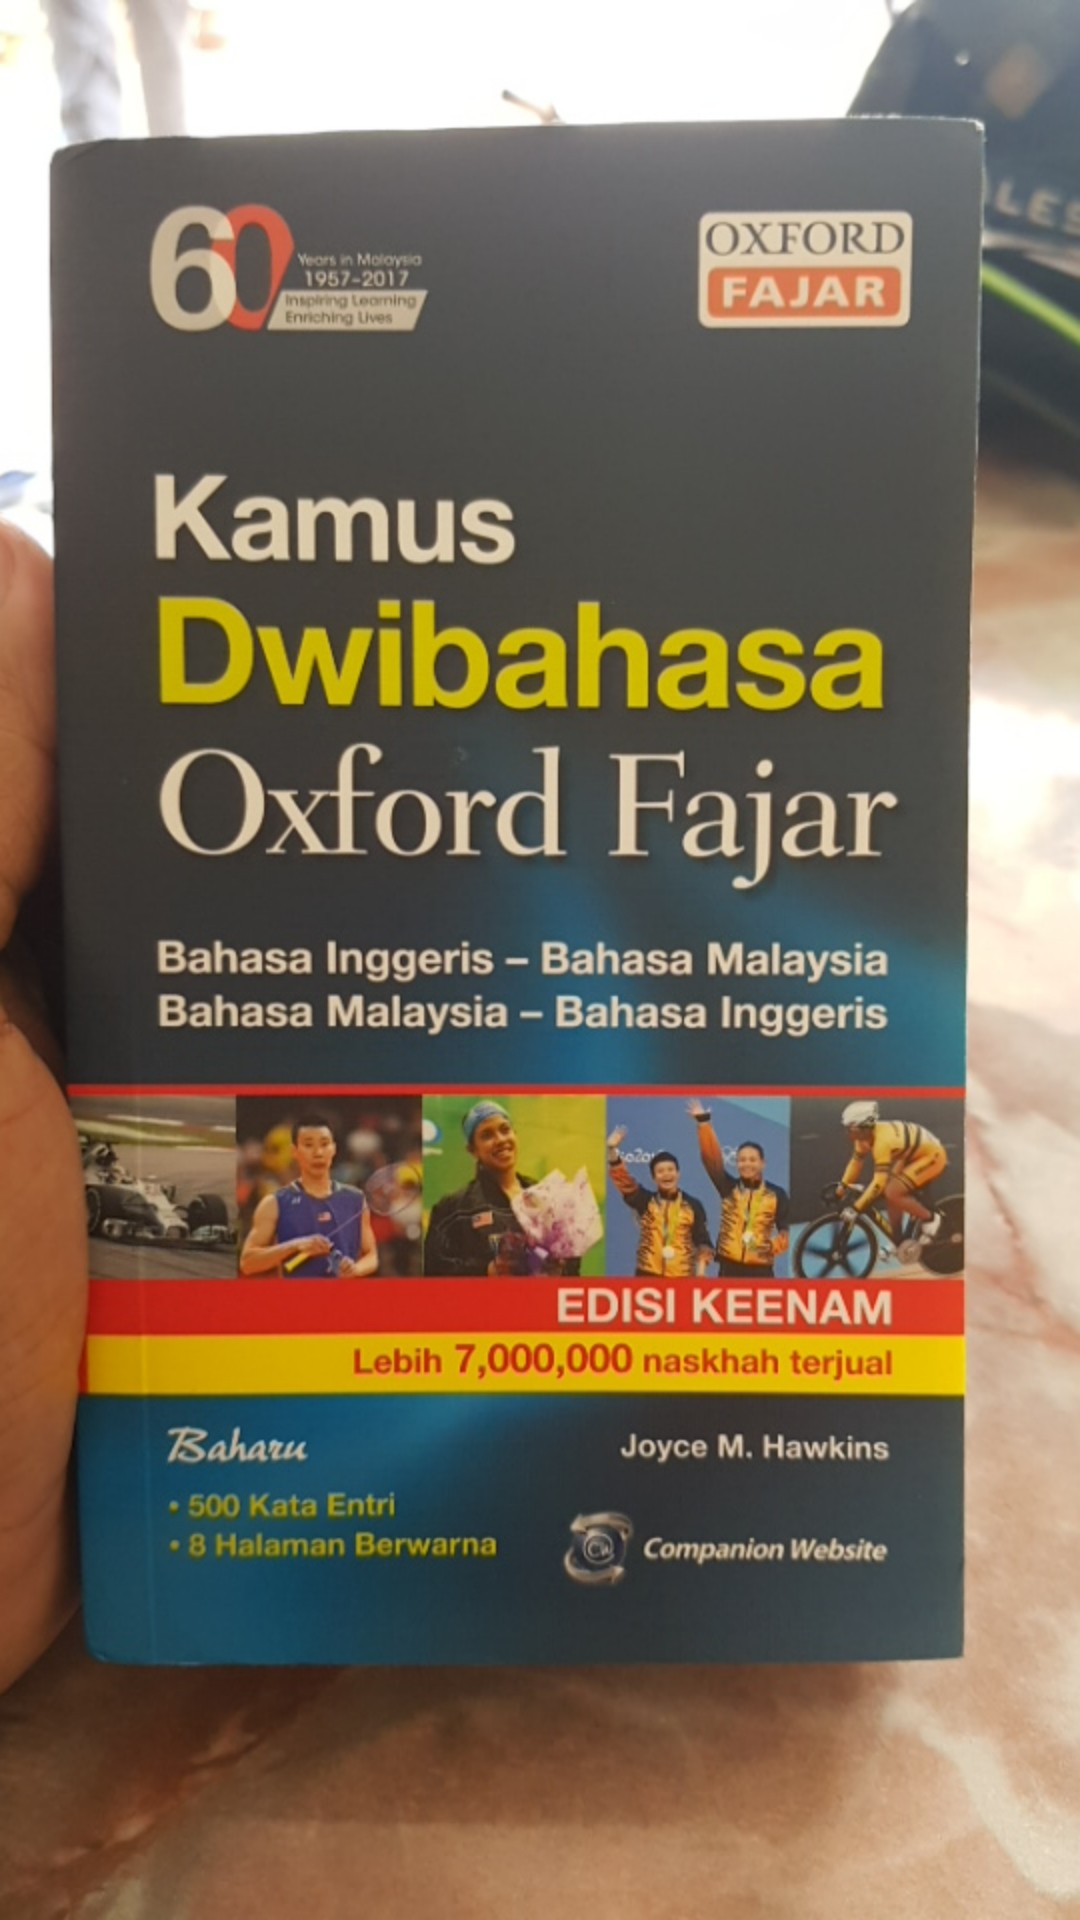 60
Years in Malaysia
1957-2017
Inspiring Learning
Enriching Lives
OXFORD
FAJAR
Kamus
Dwibahasa
Oxford Fajar
Bahasa Inggeris – Bahasa Malaysia
Bahasa Malaysia – Bahasa Inggeris
EDISI KEENAM
Lebih 7,000,000 naskhah terjual
Baharu
• 500 Kata Entri
• 8 Halaman Berwarna
Joyce M. Hawkins
CW
Companion Website